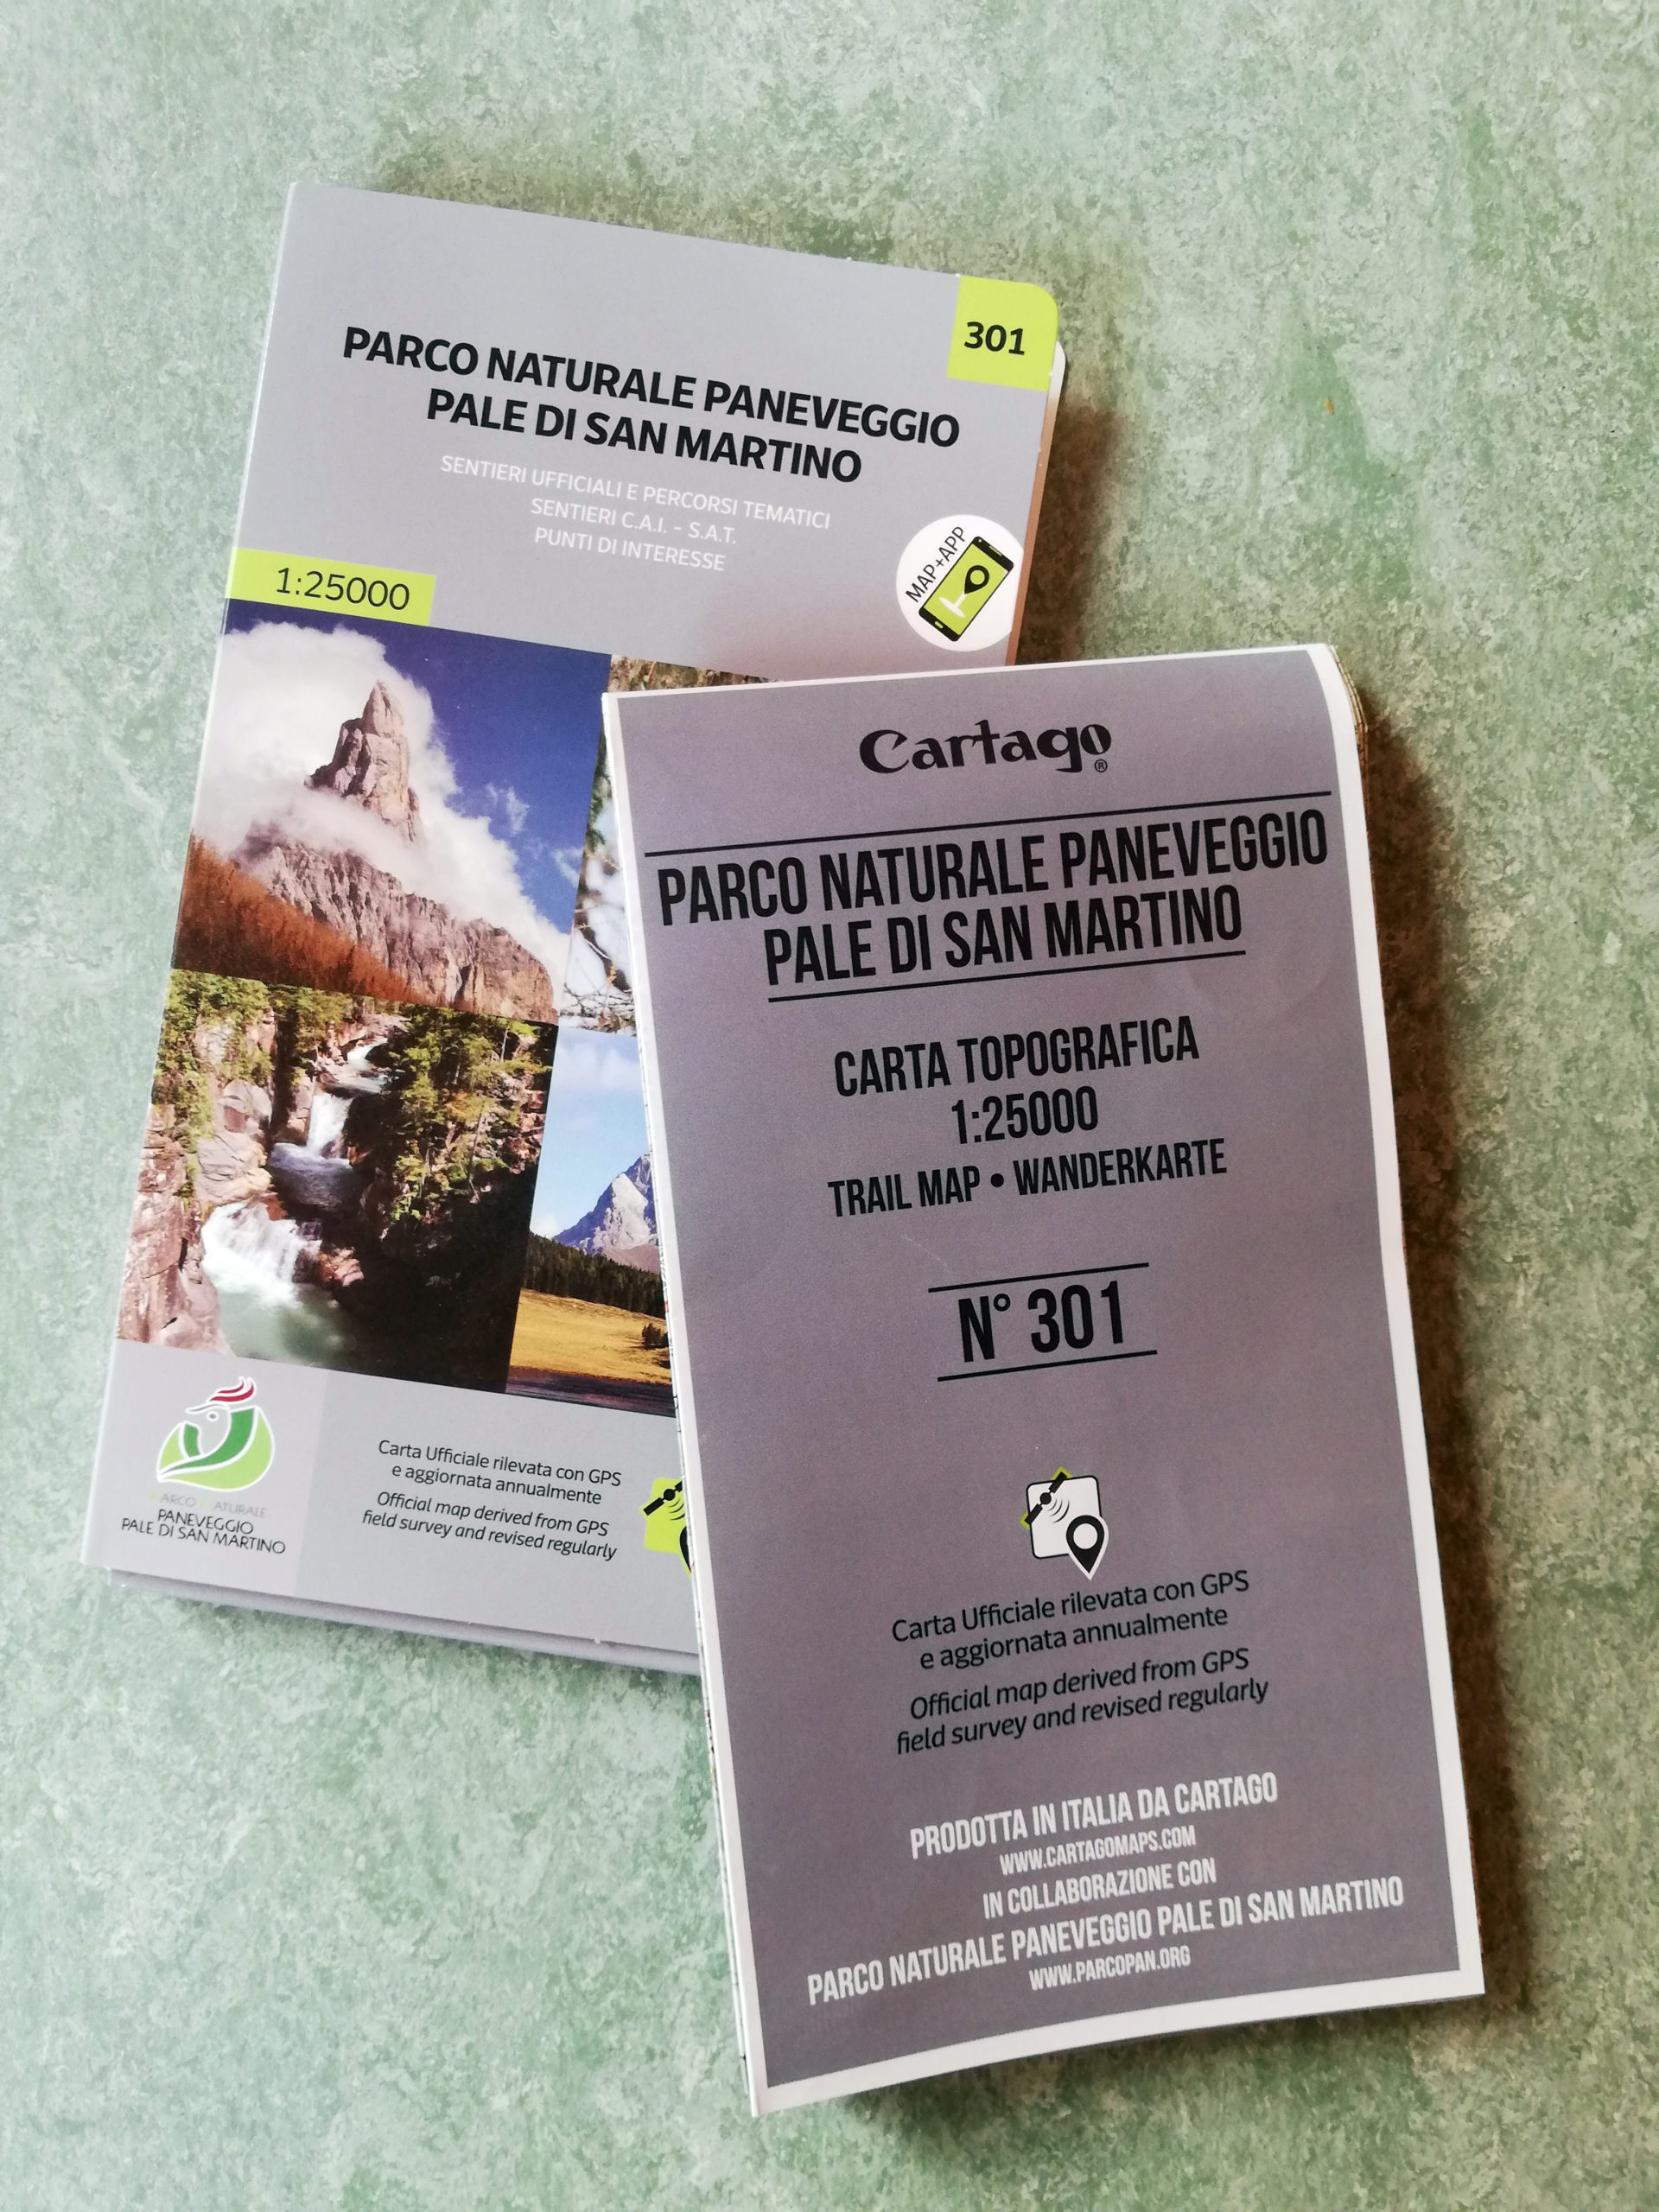 301
PARCO NATURALE PANEVEGGIO
PALE DI SAN MARTINO
SENTIERI UFFICIALI E PERCORSI TEMATICI
SENTIERI C.A.I. - S.A.T.
PUNTI DI INTERESSE
MAP+APP
1:25000
PARCO NATURALE
PANEVEGGIO
PALE DI SAN MARTINO
Carta Ufficiale rilevata con GPS
e aggiornata annualmente
Official map derived from GPS
field survey and revised regularly
Cartago®
PARCO NATURALE PANEVEGGIO
PALE DI SAN MARTINO
CARTA TOPOGRAFICA
1:25000
TRAIL MAP • WANDERKARTE
N° 301
Carta Ufficiale rilevata con GPS
e aggiornata annualmente
Official map derived from GPS
field survey and revised regularly
PRODOTTA IN ITALIA DA CARTAGO
WWW.CARTAGOMAPS.COM
IN COLLABORAZIONE CON
PARCO NATURALE PANEVEGGIO PALE DI SAN MARTINO
WWW.PARCOPAN.ORG